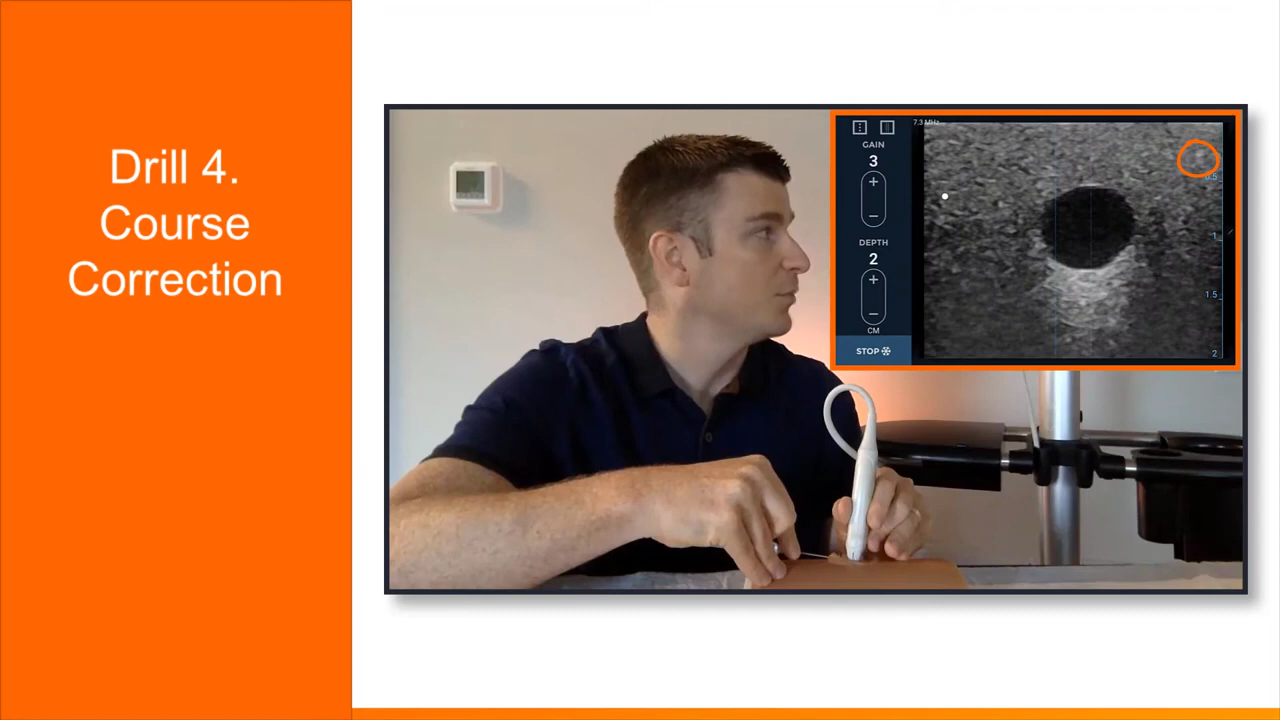 Drill 4.
Course
Correction
7.3 MHz
GAIN
3
+
−
DEPTH
2
+
−
CM
STOP
0.5
1
1.5
2